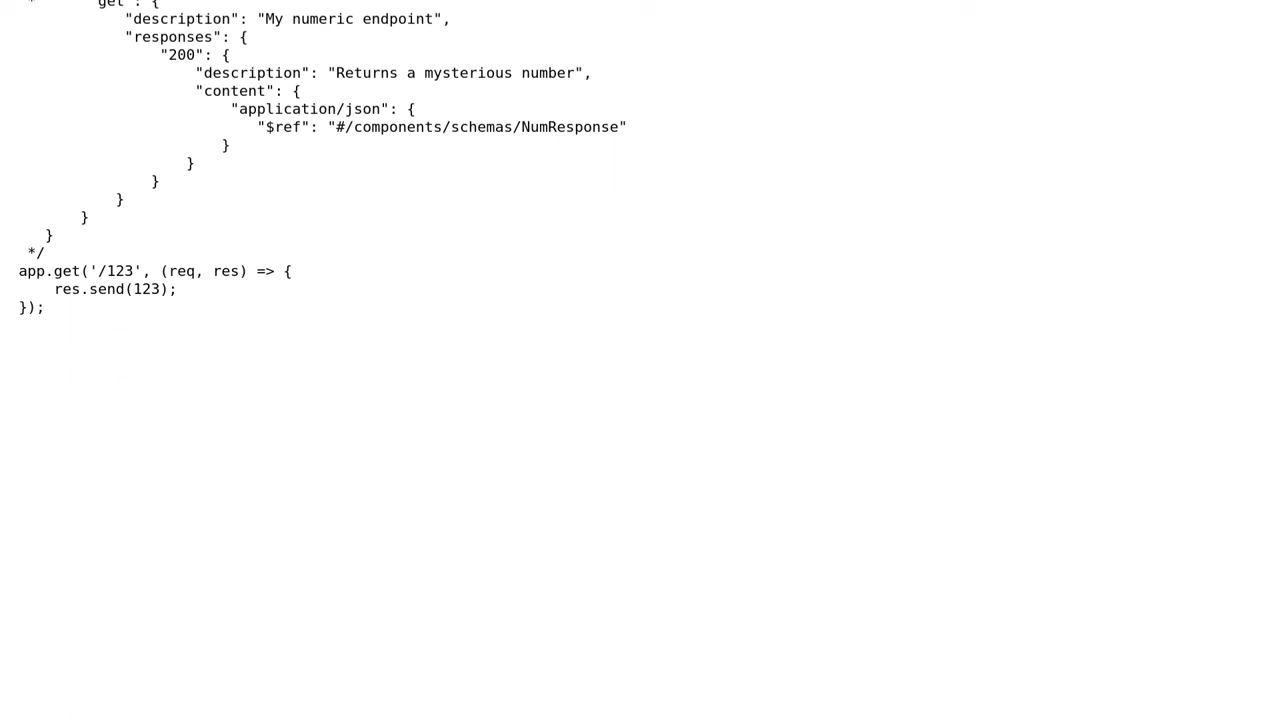 *       "get": {
            "description": "My numeric endpoint",
            "responses": {
                "200": {
                    "description": "Returns a mysterious number",
                    "content": {
                        "application/json": {
                           "$ref": "#/components/schemas/NumResponse"
                       }
                   }
               }
           }
       }
   }
 */
app.get('/123', (req, res) => {
    res.send(123);
});